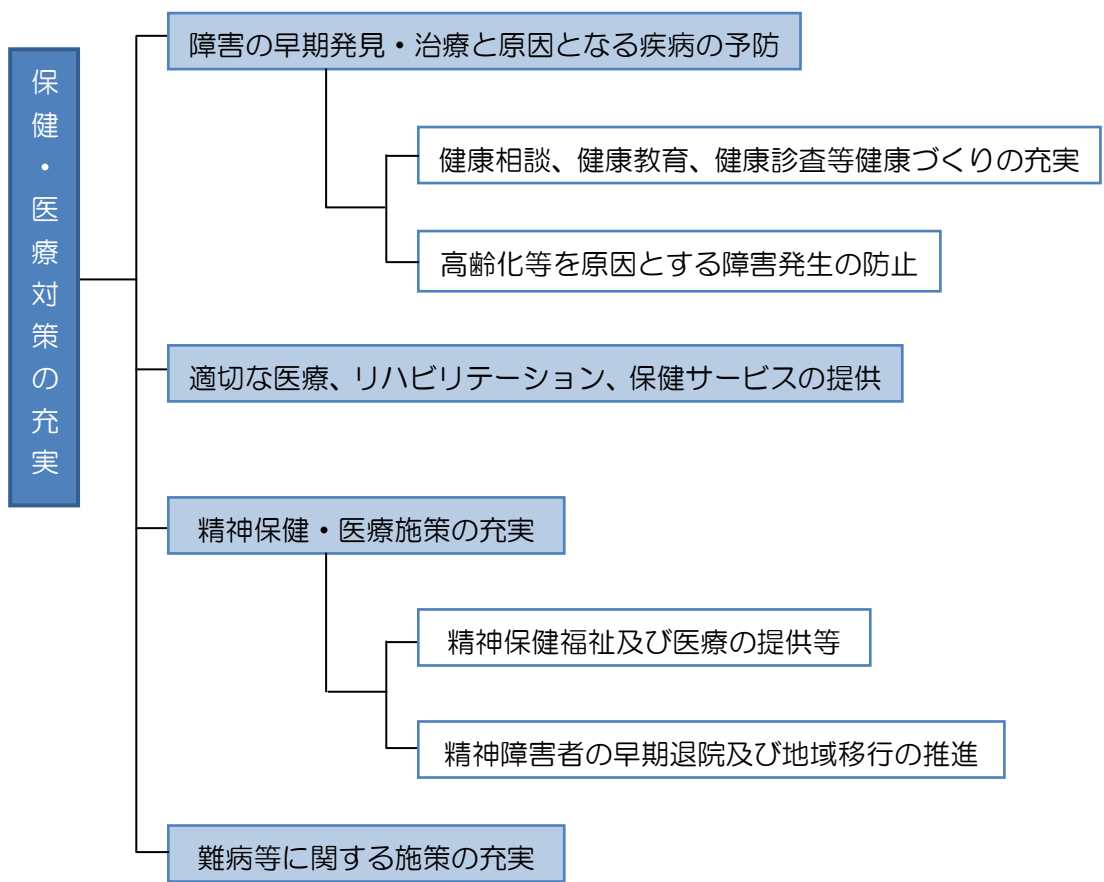 保健・医療対策の充実
障害の早期発見・治療と原因となる疾病の予防
健康相談、健康教育、健康診査等健康づくりの充実
高齢化等を原因とする障害発生の防止
適切な医療、リハビリテーション、保健サービスの提供
精神保健・医療施策の充実
精神保健福祉及び医療の提供等
精神障害者の早期退院及び地域移行の推進
難病等に関する施策の充実